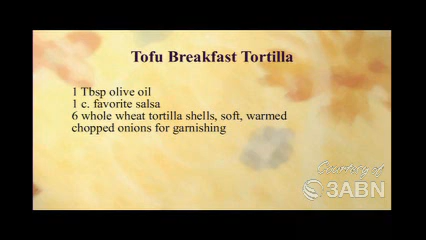 Tofu Breakfast Tortilla
1 Tbsp olive oil
1 c. favorite salsa
6 whole wheat tortilla shells, soft, warmed
chopped onions for garnishing
Courtesy of
3ABN